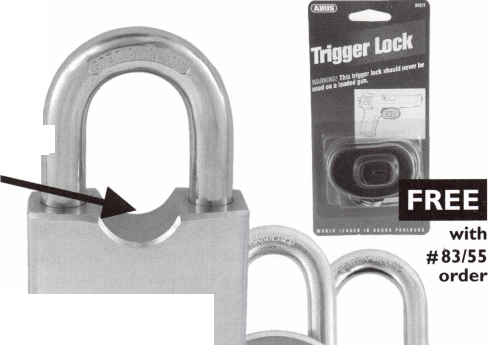 ABUS
Trigger Lock
WARNING! This trigger lock should never be
used on a loaded gun.
WORLD LEADER IN GOODS PADLOCKS
FREE
with
#83/55
order